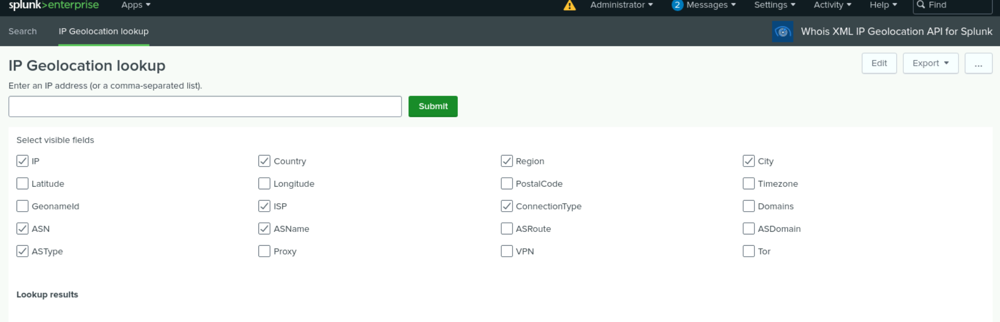 splunk>enterprise Apps Administrator 2 Messages Settings Activity Help Find
Search IP Geolocation lookup Whois XML IP Geolocation API for Splunk
IP Geolocation lookup Edit Export ...
Enter an IP address (or a comma-separated list).
Submit
Select visible fields
IP Country Region City
Latitude Longitude PostalCode Timezone
GeonameId ISP ConnectionType Domains
ASN ASName ASRoute ASDomain
ASType Proxy VPN Tor
Lookup results